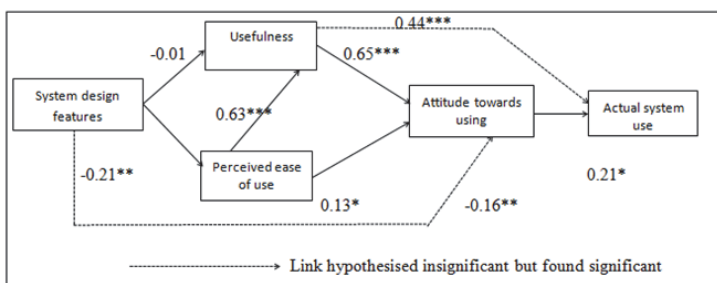 0.44***
Usefulness
-0.01
0.65***
System design
features
Attitude towards
using
Actual system
use
0.63***
Perceived ease
of use
-0.21**
0.13*
-0.16**
0.21*
Link hypothesised insignificant but found significant